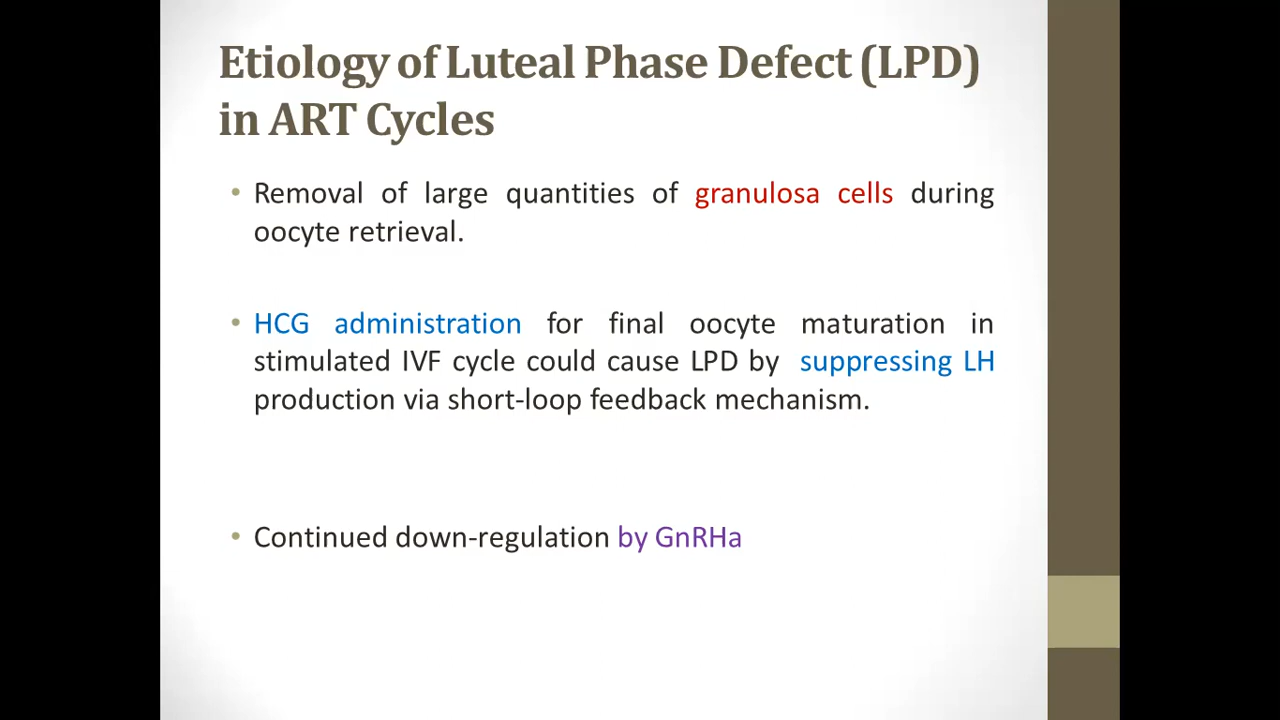 Etiology of Luteal Phase Defect (LPD)
in ART Cycles
• Removal of large quantities of granulosa cells during
oocyte retrieval.
• HCG administration for final oocyte maturation in
stimulated IVF cycle could cause LPD by suppressing LH
production via short-loop feedback mechanism.
• Continued down-regulation by GnRHa